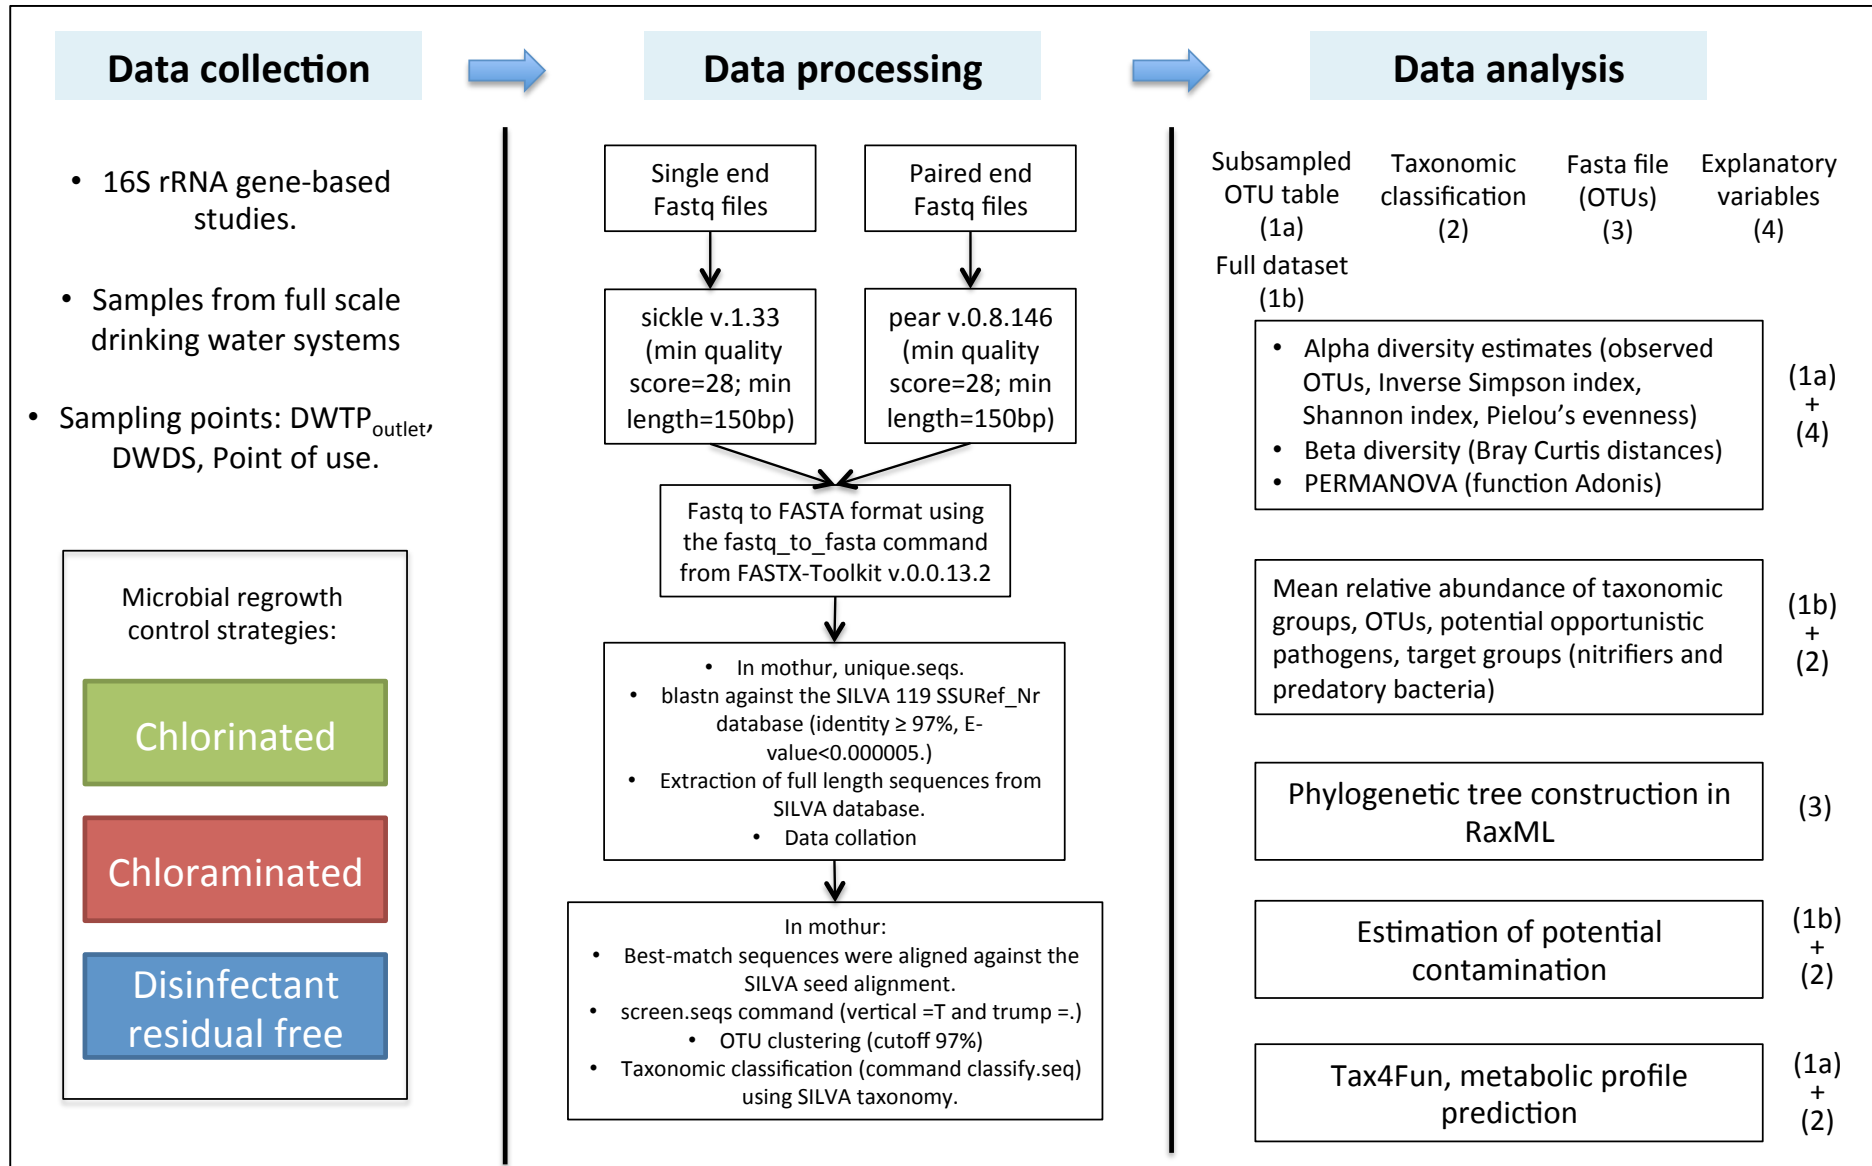 Data collection
Data processing
Data analysis
• 16S rRNA gene-based
studies.
• Samples from full scale
drinking water systems
• Sampling points: DWTPoutlet,
DWDS, Point of use.
Microbial regrowth
control strategies:
Chlorinated
Chloraminated
Disinfectant
residual free
Single end
Fastq files
Paired end
Fastq files
sickle v.1.33
(min quality
score=28; min
length=150bp)
pear v.0.8.146
(min quality
score=28; min
length=150bp)
Fastq to FASTA format using
the fastq_to_fasta command
from FASTX-Toolkit v.0.0.13.2
• In mothur, unique.seqs.
• blastn against the SILVA 119 SSURef_Nr
database (identity ≥ 97%, E-
value<0.000005.)
• Extraction of full length sequences from
SILVA database.
• Data collation
In mothur:
• Best-match sequences were aligned against the
SILVA seed alignment.
• screen.seqs command (vertical =T and trump =.)
• OTU clustering (cutoff 97%)
• Taxonomic classification (command classify.seq)
using SILVA taxonomy.
Subsampled
OTU table
(1a)
Full dataset
(1b)
Taxonomic
classification
(2)
Fasta file
(OTUs)
(3)
Explanatory
variables
(4)
• Alpha diversity estimates (observed
OTUs, Inverse Simpson index,
Shannon index, Pielou's evenness)
• Beta diversity (Bray Curtis distances)
• PERMANOVA (function Adonis)
(1a)
+
(4)
Mean relative abundance of taxonomic
groups, OTUs, potential opportunistic
pathogens, target groups (nitrifiers and
predatory bacteria)
(1b)
+
(2)
Phylogenetic tree construction in
RaxML
(3)
Estimation of potential
contamination
(1b)
+
(2)
Tax4Fun, metabolic profile
prediction
(1a)
+
(2)